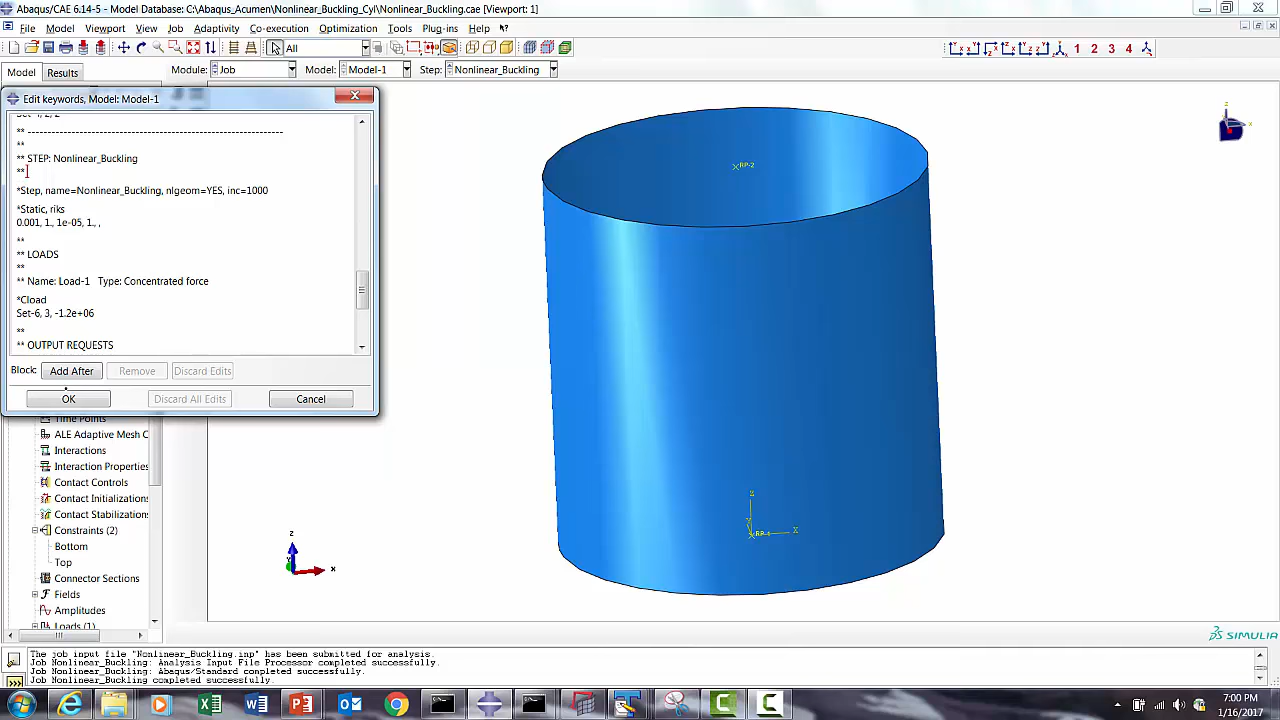 Abaqus/CAE 6.14-5 - Model Database: C:\Abaqus_Acumen\Nonlinear_Buckling_Cyl\Nonlinear_Buckling.cae [Viewport: 1]
File Model Viewport View Job Adaptivity Co-execution Optimization Tools Plug-ins Help
All
1 2 3 4
Model Results Module: Job Model: Model-1 Step: Nonlinear_Buckling
Edit keywords, Model: Model-1
** ----------------------------------------------------------------
**
** STEP: Nonlinear_Buckling
**
*Step, name=Nonlinear_Buckling, nlgeom=YES, inc=1000
*Static, riks
0.001, 1., 1e-05, 1., ,
**
** LOADS
**
** Name: Load-1   Type: Concentrated force
*Cload
Set-6, 3, -1.2e+06
**
** OUTPUT REQUESTS
Block: Add After Remove Discard Edits
OK Discard All Edits Cancel
Time Points
ALE Adaptive Mesh C
Interactions
Interaction Properties
Contact Controls
Contact Initializations
Contact Stabilizations
Constraints (2)
Bottom
Top
Connector Sections
Fields
Amplitudes
Loads (1)
RP-2
Z
Y
X
RP-1
Z
Y
X
z
x
SIMULIA
The job input file "Nonlinear_Buckling.inp" has been submitted for analysis.
Job Nonlinear_Buckling: Analysis Input File Processor completed successfully.
Job Nonlinear_Buckling: Abaqus/Standard completed successfully.
Job Nonlinear_Buckling completed successfully.
7:00 PM
1/16/2017